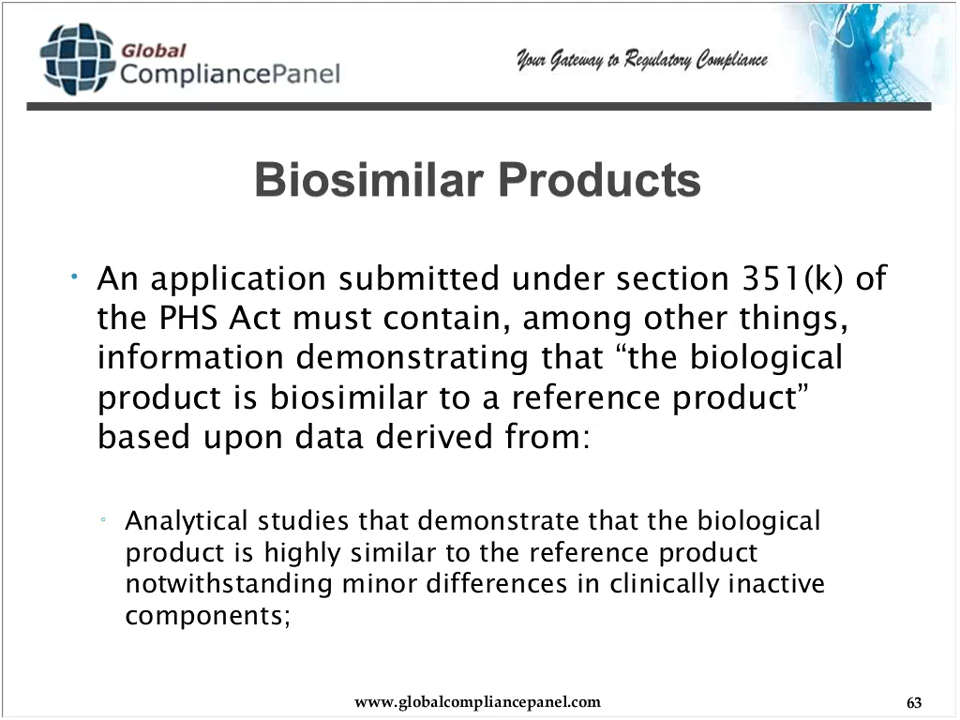 Global
CompliancePanel
Your Gateway to Regulatory Compliance
Biosimilar Products
• An application submitted under section 351(k) of
the PHS Act must contain, among other things,
information demonstrating that “the biological
product is biosimilar to a reference product”
based upon data derived from:
▫ Analytical studies that demonstrate that the biological
product is highly similar to the reference product
notwithstanding minor differences in clinically inactive
components;
www.globalcompliancepanel.com
63